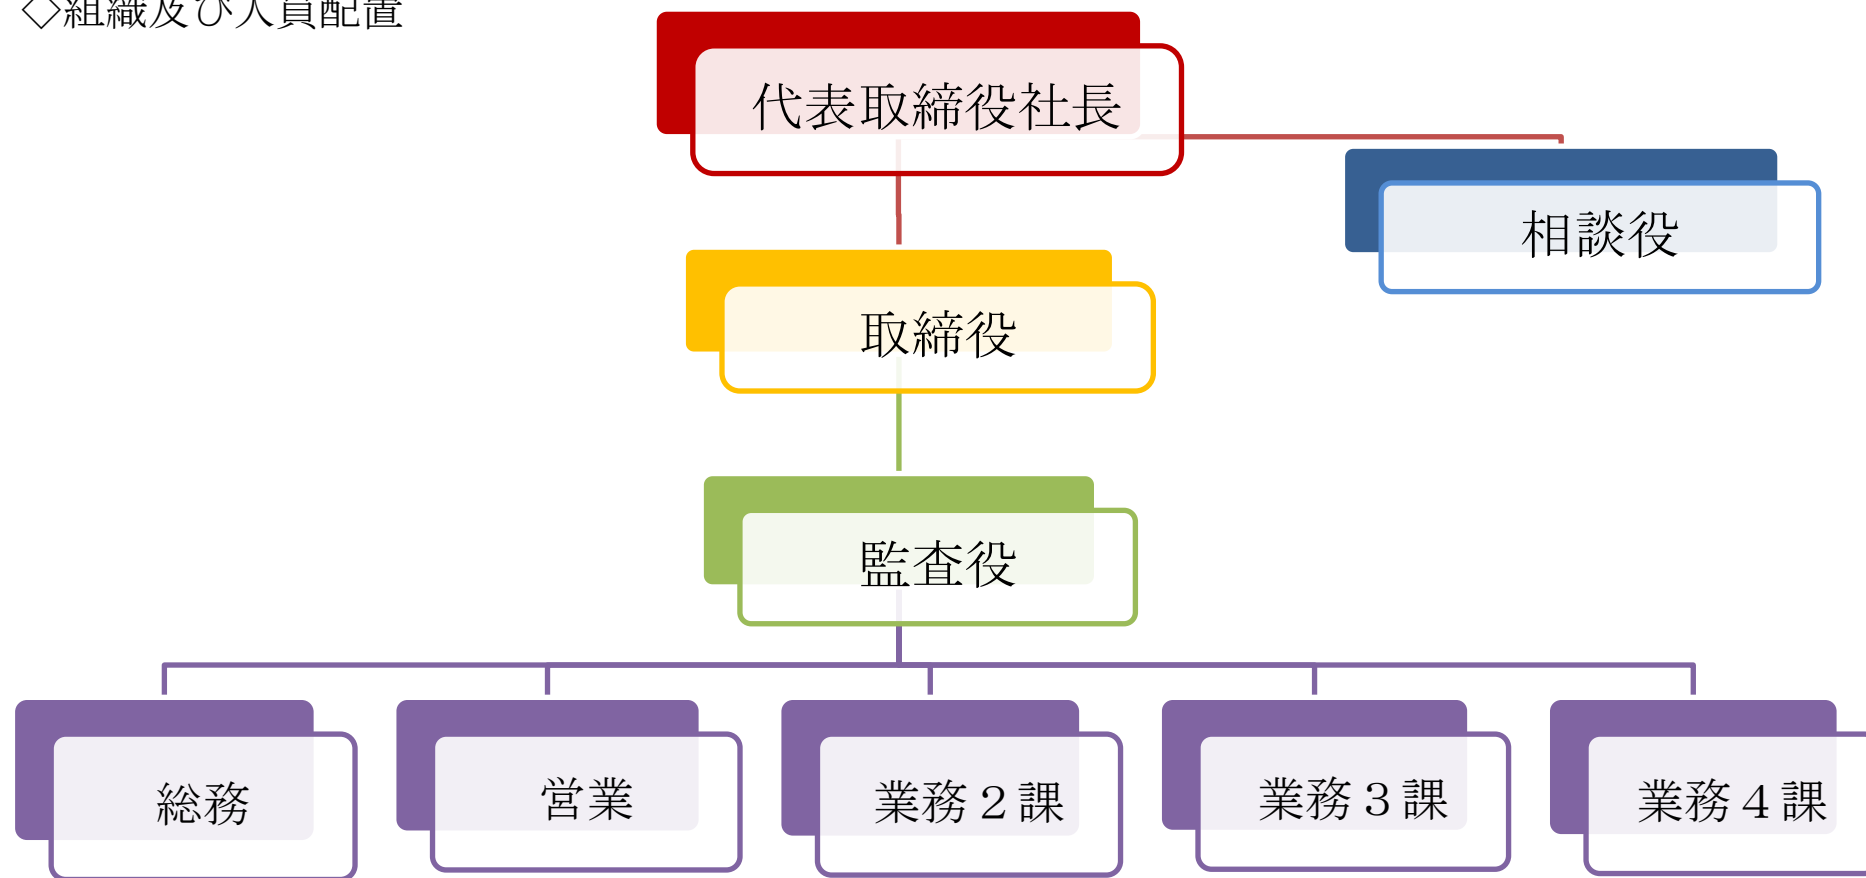 ◇組織及び人員配置
代表取締役社長
相談役
取締役
監査役
総務
営業
業務２課
業務３課
業務４課